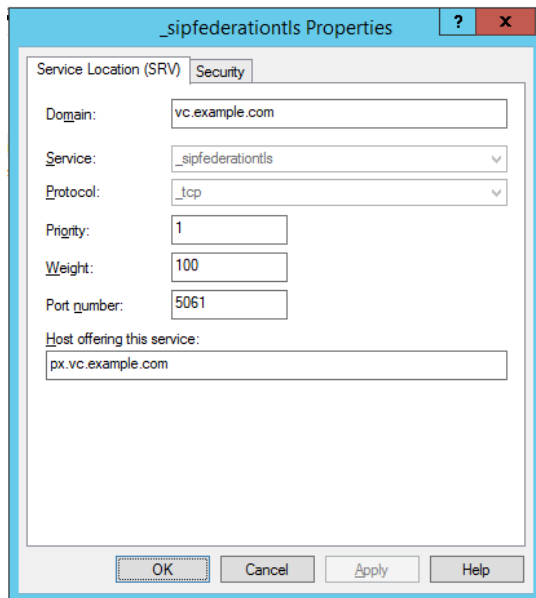 _sipfederationtls Properties
? x
Service Location (SRV) Security
Domain: vc.example.com
Service: _sipfederationtls
Protocol: _tcp
Priority: 1
Weight: 100
Port number: 5061
Host offering this service:
px.vc.example.com
OK Cancel Apply Help